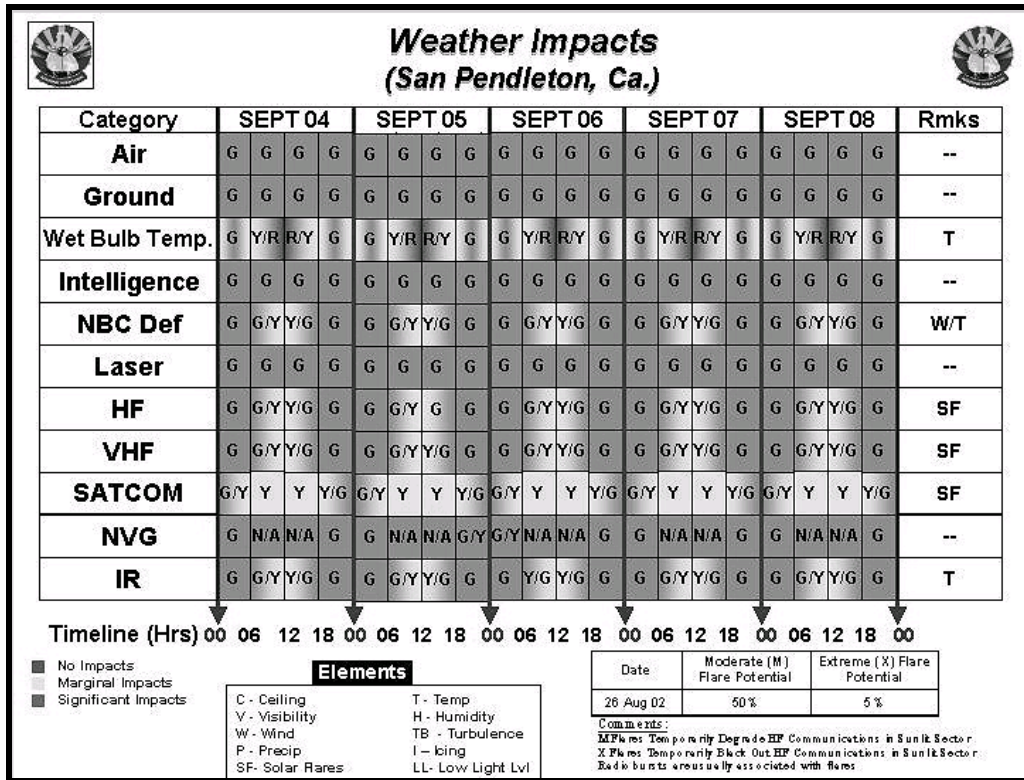 Weather Impacts
(San Pendleton, Ca.)
Category SEPT 04 SEPT 05 SEPT 06 SEPT 07 SEPT 08 Rmks
Air G G G G G G G G G G G G G G G G G G G G --
Ground G G G G G G G G G G G G G G G G G G G G --
Wet Bulb Temp. G Y/R R/Y G G Y/R R/Y G G Y/R R/Y G G Y/R R/Y G G Y/R R/Y G T
Intelligence G G G G G G G G G G G G G G G G G G G G --
NBC Def G G/Y Y/G G G G/Y Y/G G G G/Y Y/G G G G/Y Y/G G G G/Y Y/G G W/T
Laser G G G G G G G G G G G G G G G G G G G G --
HF G G/Y Y/G G G G/Y G G G G/Y Y/G G G G/Y Y/G G G G/Y Y/G G SF
VHF G G/Y Y/G G G G/Y Y/G G G G/Y Y/G G G G/Y Y/G G G G/Y Y/G G SF
SATCOM G/Y Y Y Y/G G/Y Y Y Y/G G/Y Y Y Y/G G/Y Y Y Y/G G/Y Y Y Y/G SF
NVG G N/A N/A G G N/A N/A G/Y G/Y N/A N/A G G N/A N/A G G N/A N/A G --
IR G G/Y Y/G G G G/Y Y/G G G Y/G Y/G G G G/Y Y/G G G G/Y Y/G G T
Timeline (Hrs) 00 06 12 18 00 06 12 18 00 06 12 18 00 06 12 18 00 06 12 18 00
No Impacts
Marginal Impacts
Significant Impacts
Elements
C - Ceiling T - Temp
V - Visibility H - Humidity
W - Wind TB - Turbulence
P - Precip I - Icing
SF- Solar Flares LL- Low Light Lvl
Date Moderate (M) Flare Potential Extreme (X) Flare Potential
26 Aug 02 50% 5%
Comments:
M Flares Temporarily Degrade HF Communications in Sunlit Sector
X Flares Temporarily Black Out HF Communications in Sunlit Sector
Radio bursts are usually associated with flares